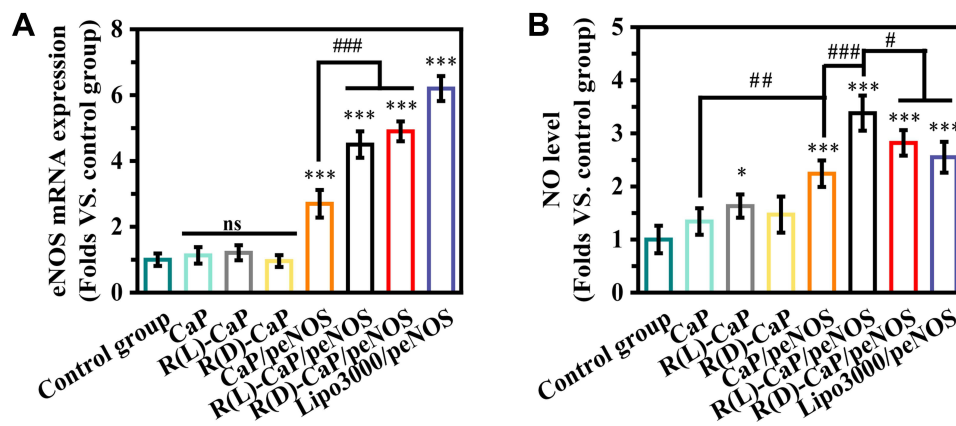 A
eNOS mRNA expression
(Folds VS. control group)
8
6
4
2
0
ns
***
***
***
***
###
Control group
CaP
R(L)-CaP
R(D)-CaP
CaP/peNOS
R(L)-CaP/peNOS
R(D)-CaP/peNOS
Lipo3000/peNOS
B
NO level
(Folds VS. control group)
5
4
3
2
1
0
##
###
#
*
***
***
***
***
Control group
CaP
R(L)-CaP
R(D)-CaP
CaP/peNOS
R(L)-CaP/peNOS
R(D)-CaP/peNOS
Lipo3000/peNOS